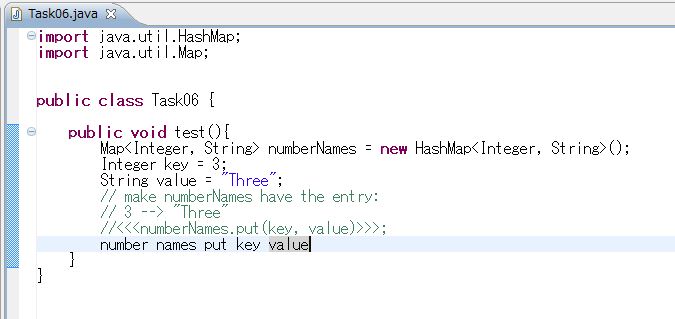 Task06.java
import java.util.HashMap;
import java.util.Map;
public class Task06 {
public void test(){
Map<Integer, String> numberNames = new HashMap<Integer, String>();
Integer key = 3;
String value = "Three";
// make numberNames have the entry:
// 3 --> "Three"
//<<<numberNames.put(key, value)>>>;
number names put key value
}
}